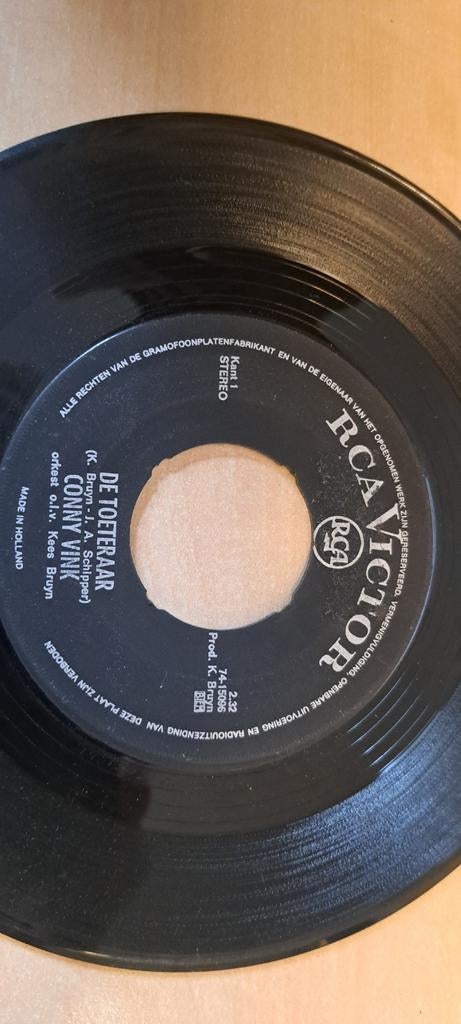 ALLE RECHTEN VAN DE GRAMOFOONPLATENFABRIKANT EN VAN DE EIGENAAR VAN HET OPGENOMEN WERK ZIJN GERESERVEERD. VERMENIGVULDIGING, OPENBARE UITVOERING EN RADIOUITZENDING VAN DEZE PLAAT ZIJN VERBODEN
RCA VICTOR
RCA
Kant 1
STEREO
2.32
74-15096
BIEM
Prod. K. Bruyn
DE TOETERAAR
(K. Bruyn - J. A. Schipper)
CONNY VINK
orkest o.l.v. Kees Bruyn
MADE IN HOLLAND